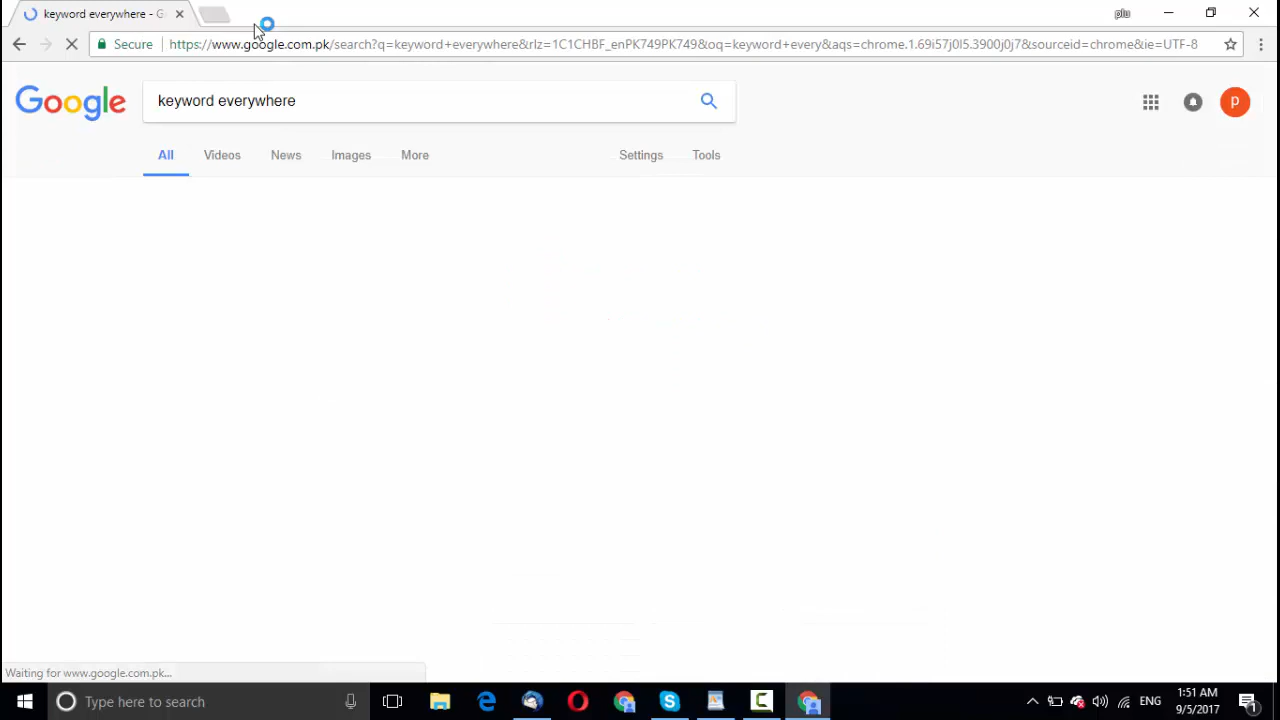 keyword everywhere - G
plu
Secure
https://www.google.com.pk/search?q=keyword+everywhere&rlz=1C1CHBF_enPK749PK749&oq=keyword+every&aqs=chrome.1.69i57j0l5.3900j0j7&sourceid=chrome&ie=UTF-8
Google
keyword everywhere
P
All
Videos
News
Images
More
Settings
Tools
Waiting for www.google.com.pk...
Type here to search
ENG
1:51 AM
9/5/2017
1